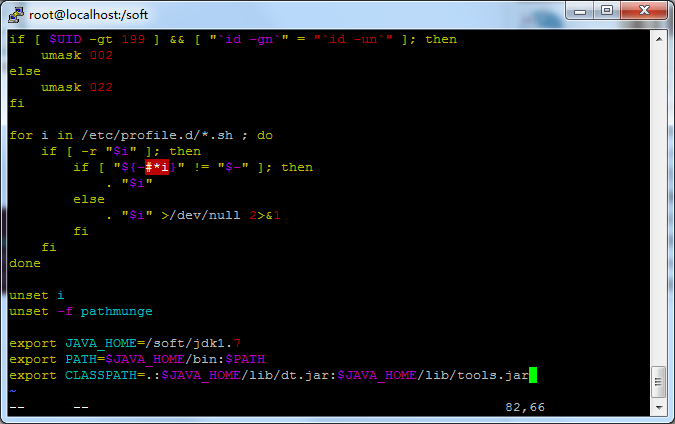 root@localhost:/soft
if [ $UID -gt 199 ] && [ "`id -gn`" = "`id -un`" ]; then
    umask 002
else
    umask 022
fi

for i in /etc/profile.d/*.sh ; do
    if [ -r "$i" ]; then
        if [ "${-#*i}" != "$-" ]; then
            . "$i"
        else
            . "$i" >/dev/null 2>&1
        fi
    fi
done

unset i
unset -f pathmunge

export JAVA_HOME=/soft/jdk1.7
export PATH=$JAVA_HOME/bin:$PATH
export CLASSPATH=.:$JAVA_HOME/lib/dt.jar:$JAVA_HOME/lib/tools.jar
~
--      --                                                    82,66